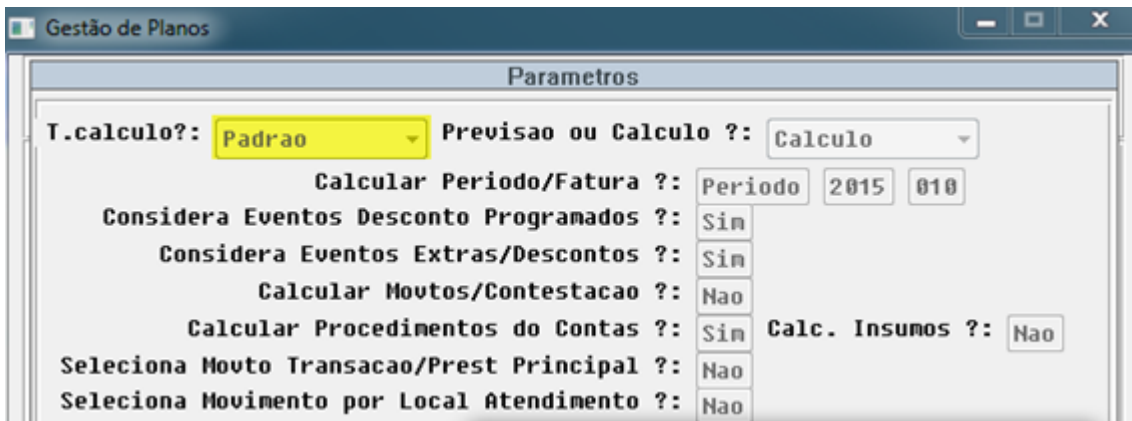 Gestão de Planos
Parametros
T.calculo?: Padrao Previsao ou Calculo ?: Calculo
Calcular Periodo/Fatura ?: Periodo 2015 010
Considera Eventos Desconto Programados ?: Sim
Considera Eventos Extras/Descontos ?: Sim
Calcular Movtos/Contestacao ?: Nao
Calcular Procedimentos do Contas ?: Sim Calc. Insumos ?: Nao
Seleciona Movto Transacao/Prest Principal ?: Nao
Seleciona Movimento por Local Atendimento ?: Nao